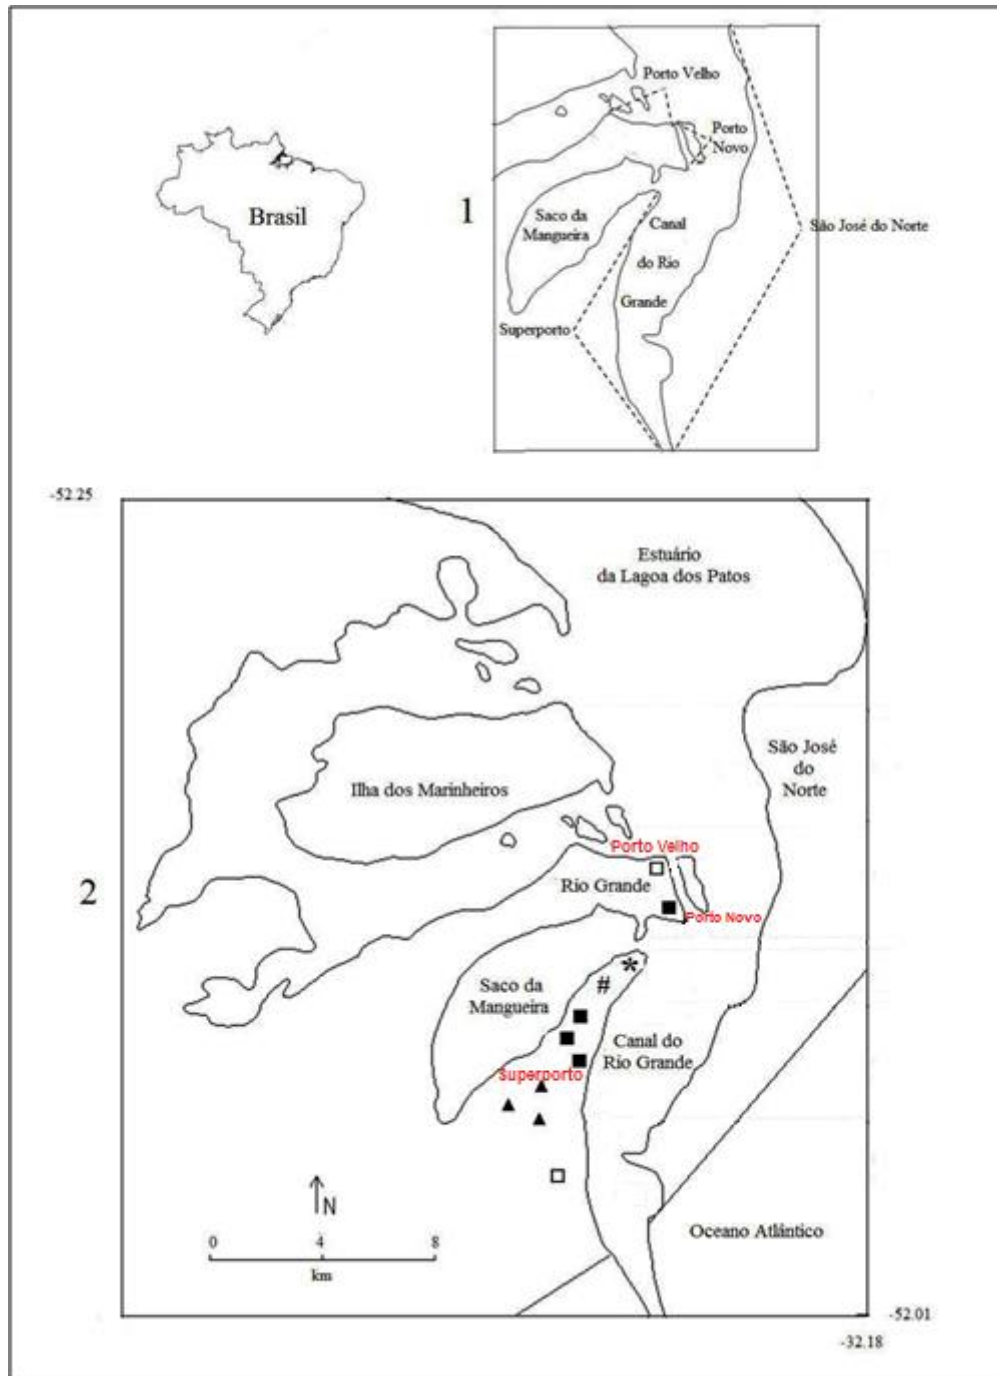 Porto Velho
Porto
Novo
Brasil
1
Saco da
Mangueira
Canal
do Rio
Grande
São José do Norte
Superporto
-52.25
Estuário
da Lagoa dos Patos
São José
do
Norte
Ilha dos Marinheiros
Porto Velho
2
Rio Grande
Porto Novo
*
#
Saco da
Mangueira
Canal do
Rio Grande
Superporto
N
Oceano Atlântico
0 4 8
km
-52.01
-32.18